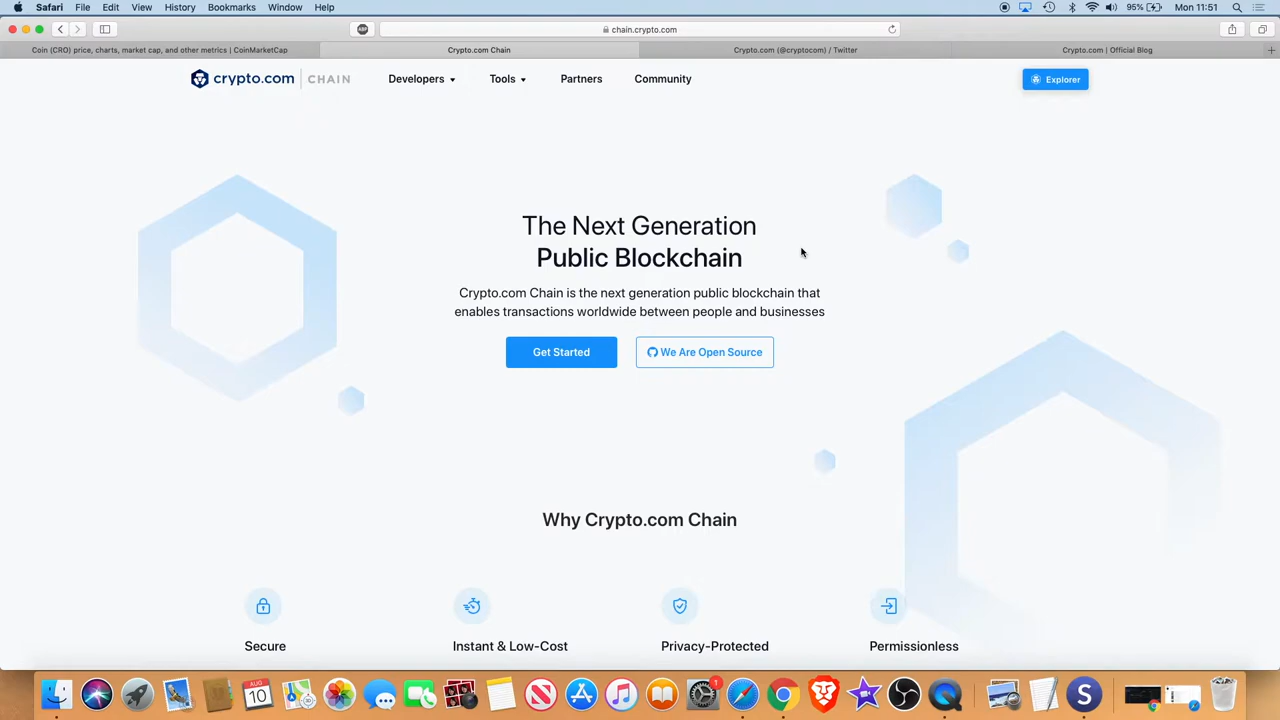 Safari File Edit View History Bookmarks Window Help 95% Mon 11:51
chain.crypto.com
Coin (CRO) price, charts, market cap, and other metrics | CoinMarketCap Crypto.com Chain Crypto.com (@cryptocom) / Twitter Crypto.com | Official Blog
crypto.com CHAIN Developers Tools Partners Community Explorer
The Next Generation
Public Blockchain
Crypto.com Chain is the next generation public blockchain that
enables transactions worldwide between people and businesses
Get Started We Are Open Source
Why Crypto.com Chain
Secure Instant & Low-Cost Privacy-Protected Permissionless
AUG
10
1